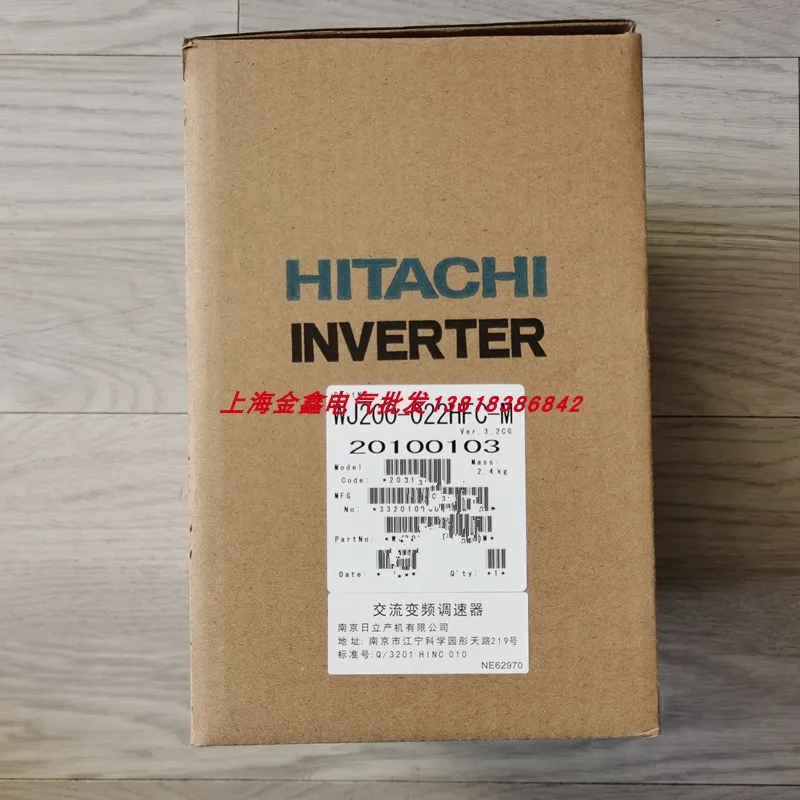 HITACHI
INVERTER
上海金鑫电气批发13818386842
WJ200-022HFC-M
Ver.3.2CG
20100103
Model
Mass:
Code:
2.4kg
MFG
No:
PartNo:
Date:
Q'ty: *1*
交流变频调速器
南京日立产机有限公司
地址: 南京市江宁科学园彤天路219号
标准号:Q/3201 HINC 010
NE62970